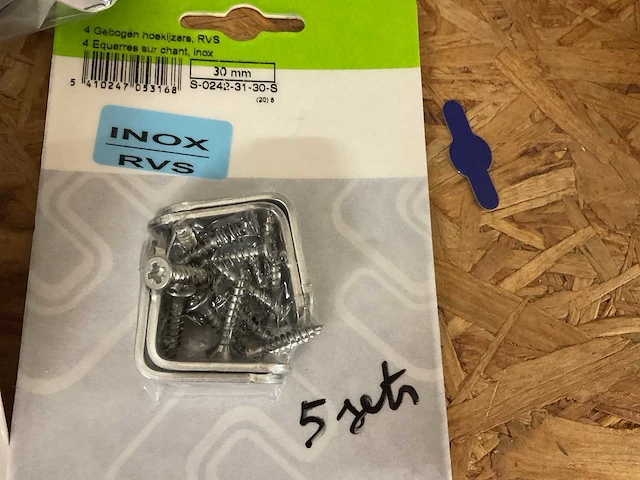 4 Gebogen hoekijzers, RVS
4 Equerres sur chant, inox
30 mm
5 410247 053168
S-0242-31-30-S
(20) 6
INOX
RVS
5 sets